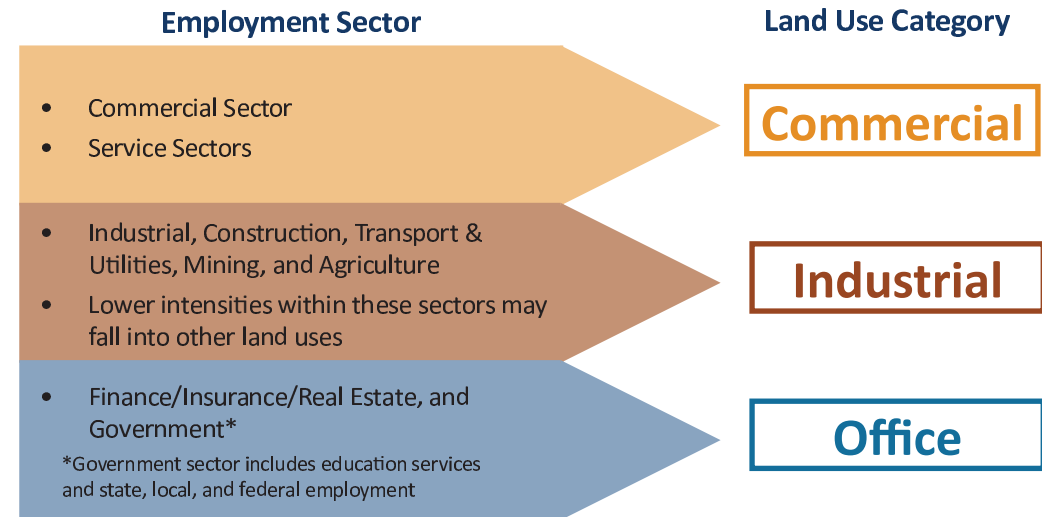 Employment Sector
Land Use Category
• Commercial Sector
• Service Sectors
Commercial
• Industrial, Construction, Transport &
Utilities, Mining, and Agriculture
• Lower intensities within these sectors may
fall into other land uses
Industrial
• Finance/Insurance/Real Estate, and
Government*
*Government sector includes education services
and state, local, and federal employment
Office